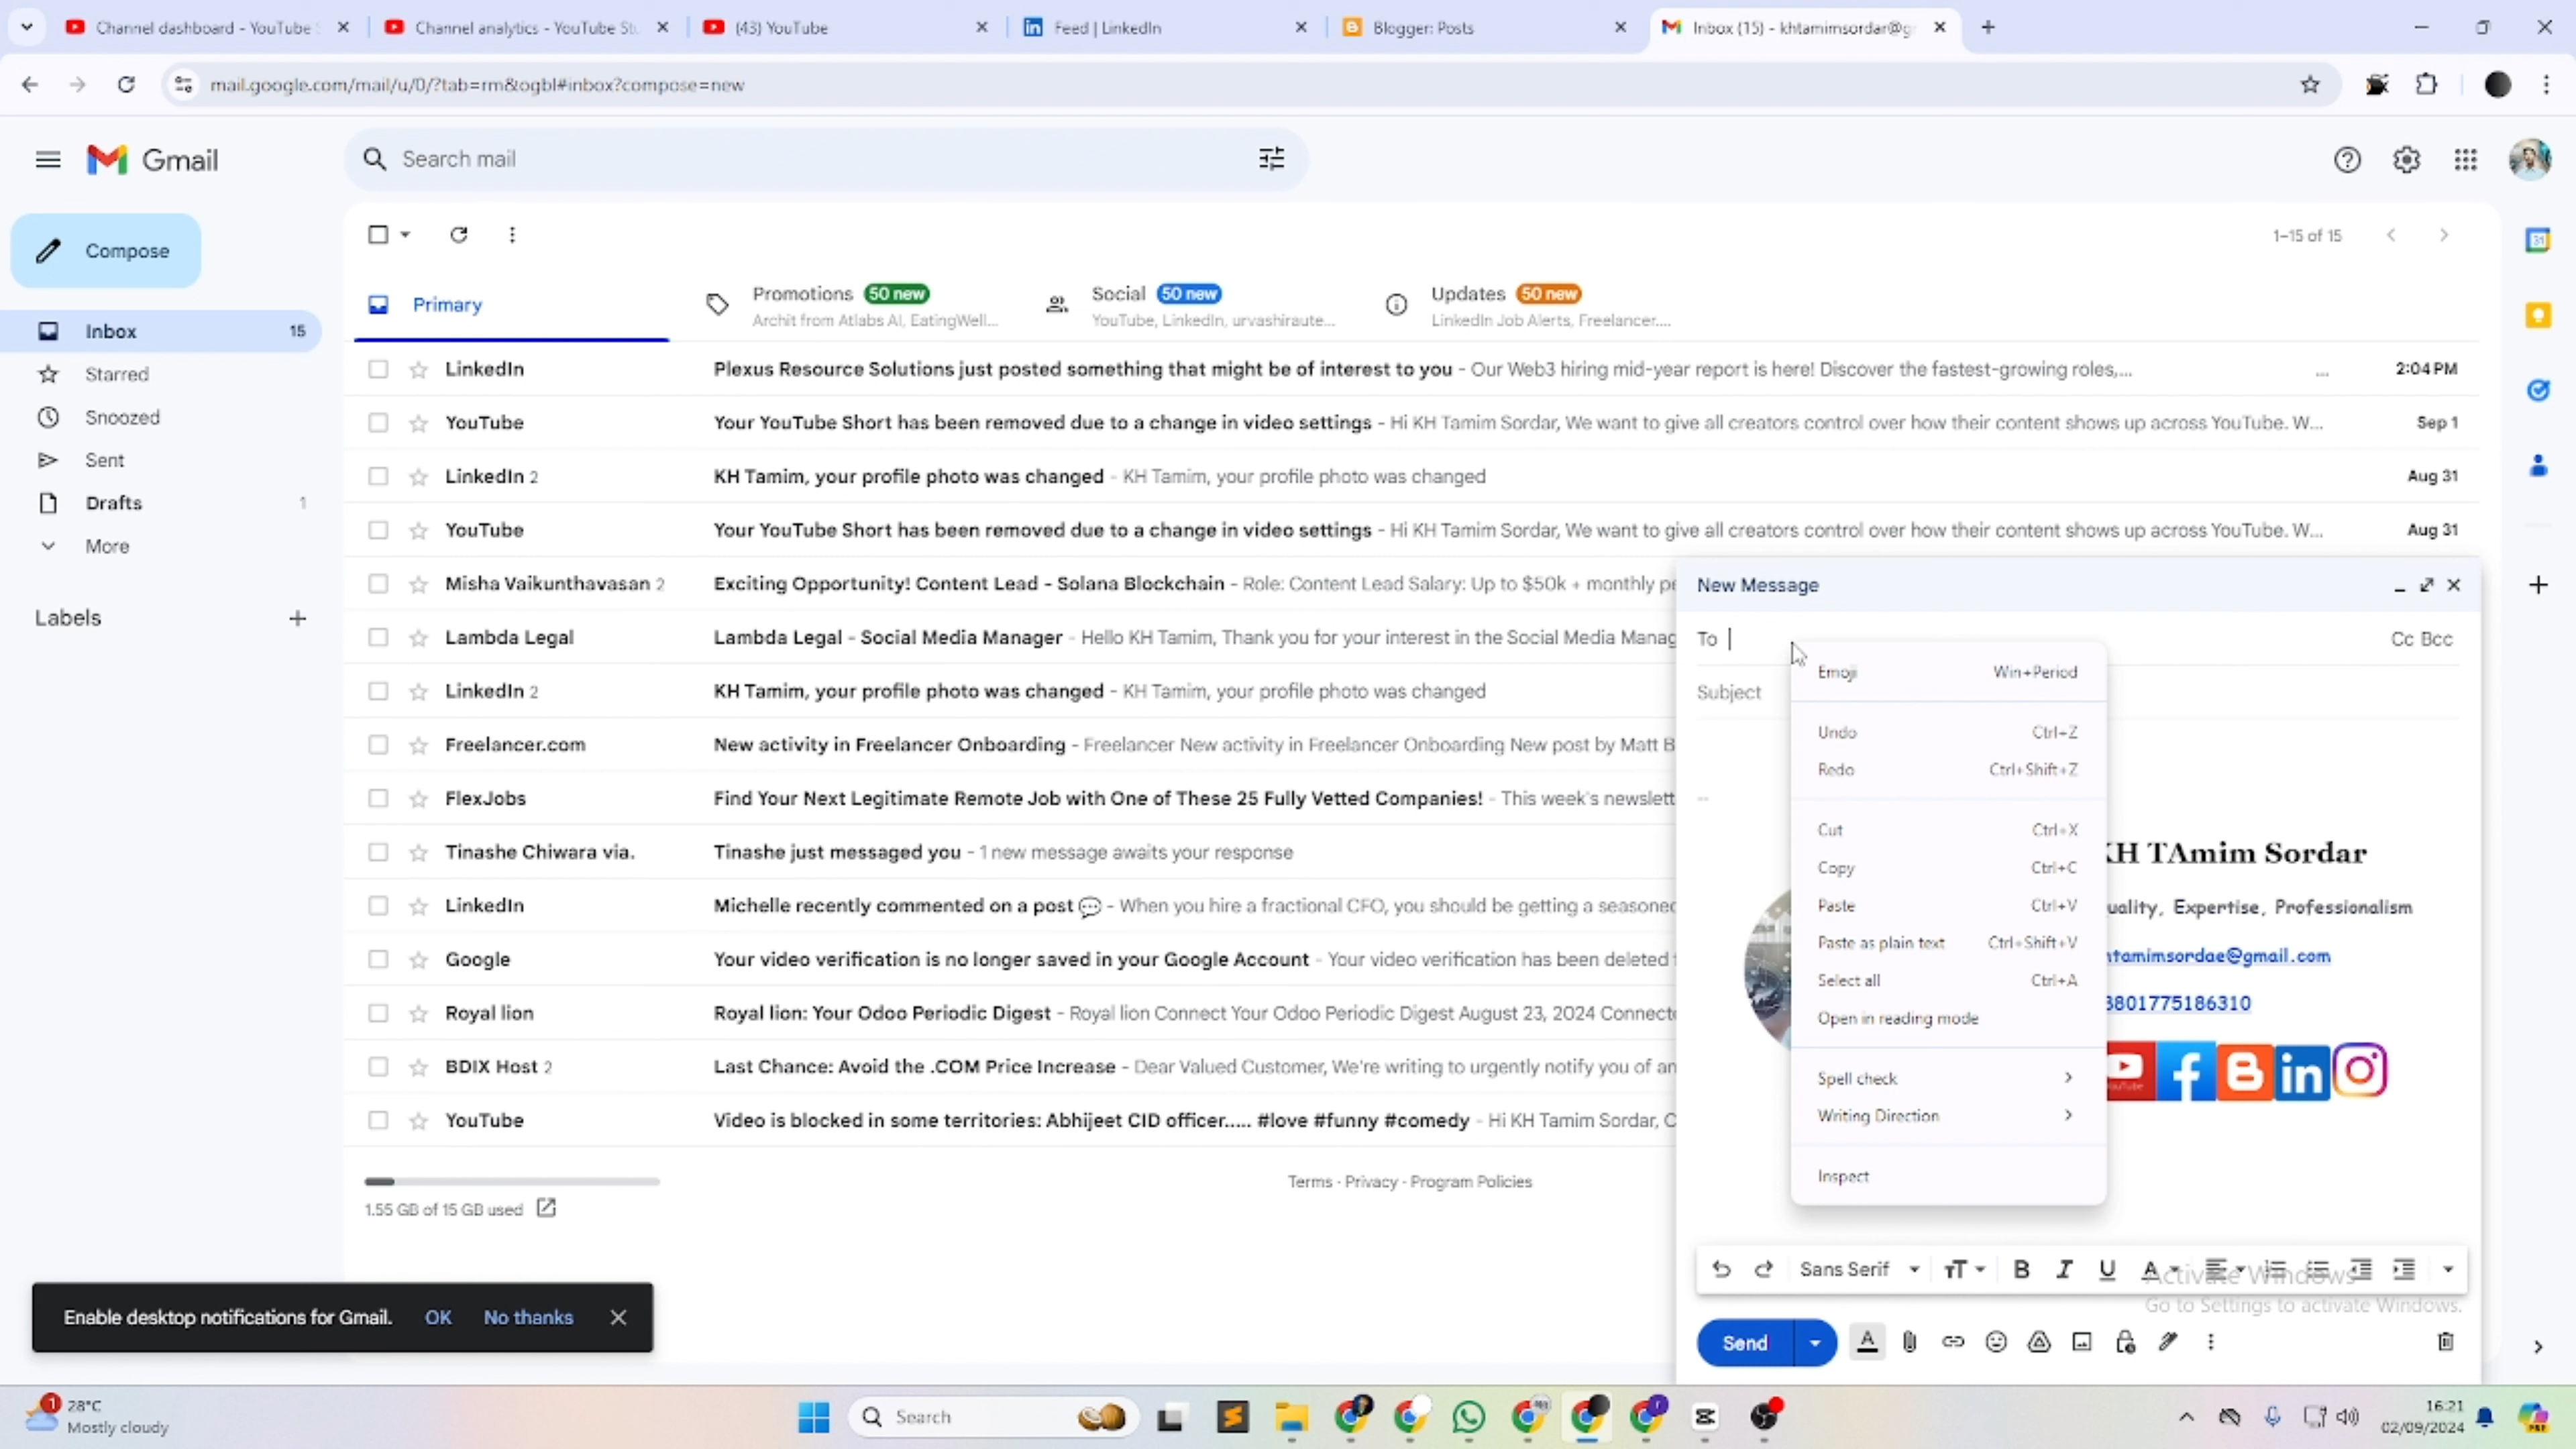 Channel dashboard - YouTube S
Channel analytics - YouTube Stu
(43) YouTube
Feed | LinkedIn
Blogger: Posts
Inbox (15) - khtamimsordar@g
mail.google.com/mail/u/0/?tab=rm&ogbl#inbox?compose=new
Gmail
Search mail
Compose
1–15 of 15
Primary
Promotions 50 new
Archit from Atlabs AI, EatingWell...
Social 50 new
YouTube, LinkedIn, urvashiraute...
Updates 50 new
LinkedIn Job Alerts, Freelancer....
Inbox 15
Starred
Snoozed
Sent
Drafts 1
More
Labels
LinkedIn Plexus Resource Solutions just posted something that might be of interest to you - Our Web3 hiring mid-year report is here! Discover the fastest-growing roles,... ... 2:04 PM
YouTube Your YouTube Short has been removed due to a change in video settings - Hi KH Tamim Sordar, We want to give all creators control over how their content shows up across YouTube. W... Sep 1
LinkedIn 2 KH Tamim, your profile photo was changed - KH Tamim, your profile photo was changed Aug 31
YouTube Your YouTube Short has been removed due to a change in video settings - Hi KH Tamim Sordar, We want to give all creators control over how their content shows up across YouTube. W... Aug 31
Misha Vaikunthavasan 2 Exciting Opportunity! Content Lead - Solana Blockchain - Role: Content Lead Salary: Up to $50k + monthly pe
Lambda Legal Lambda Legal - Social Media Manager - Hello KH Tamim, Thank you for your interest in the Social Media Manag
LinkedIn 2 KH Tamim, your profile photo was changed - KH Tamim, your profile photo was changed
Freelancer.com New activity in Freelancer Onboarding - Freelancer New activity in Freelancer Onboarding New post by Matt B
FlexJobs Find Your Next Legitimate Remote Job with One of These 25 Fully Vetted Companies! - This week's newslett
Tinashe Chiwara via. Tinashe just messaged you - 1 new message awaits your response
LinkedIn Michelle recently commented on a post 💬 - When you hire a fractional CFO, you should be getting a seasoned
Google Your video verification is no longer saved in your Google Account - Your video verification has been deleted f
Royal lion Royal lion: Your Odoo Periodic Digest - Royal lion Connect Your Odoo Periodic Digest August 23, 2024 Connecte
BDIX Host 2 Last Chance: Avoid the .COM Price Increase - Dear Valued Customer, We're writing to urgently notify you of an
YouTube Video is blocked in some territories: Abhijeet CID officer..... #love #funny #comedy - Hi KH Tamim Sordar, C
1.55 GB of 15 GB used
Terms · Privacy · Program Policies
New Message
To
Cc Bcc
Subject
--
KH TAmim Sordar
uality, Expertise, Professionalism
htamimsordae@gmail.com
8801775186310
Emoji Win+Period
Undo Ctrl+Z
Redo Ctrl+Shift+Z
Cut Ctrl+X
Copy Ctrl+C
Paste Ctrl+V
Paste as plain text Ctrl+Shift+V
Select all Ctrl+A
Open in reading mode
Spell check
Writing Direction
Inspect
Sans Serif
Activate Windows
Go to Settings to activate Windows.
Send
Enable desktop notifications for Gmail. OK No thanks
1
28°C
Mostly cloudy
Search
16:21
02/09/2024